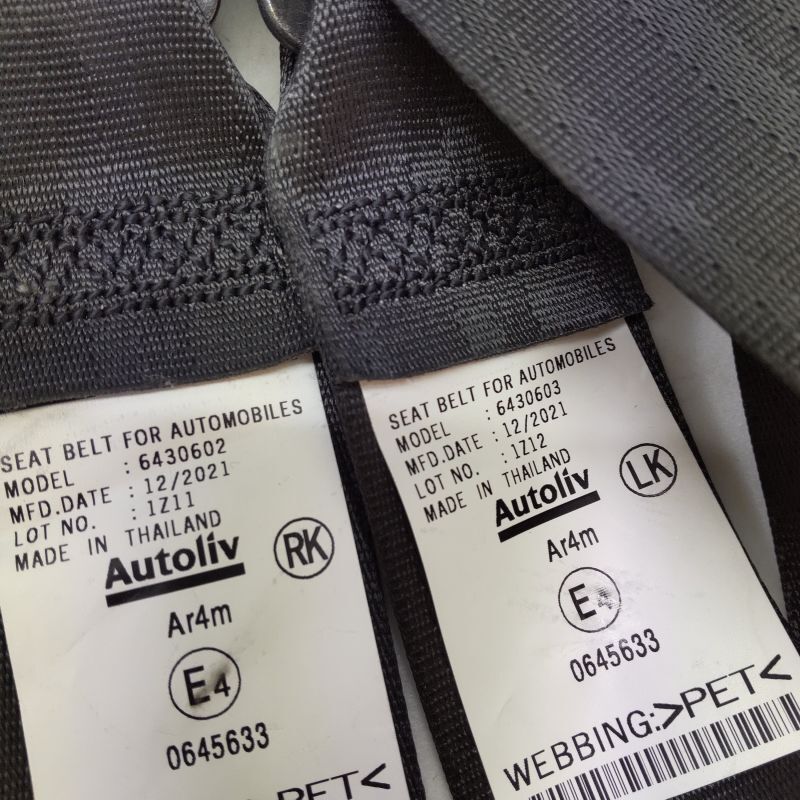 SEAT BELT FOR AUTOMOBILES
MODEL : 6430602
MFD.DATE : 12/2021
LOT NO. : 1Z11
MADE IN THAILAND
Autoliv
RK
Ar4m
E4
0645633
PET<
SEAT BELT FOR AUTOMOBILES
MODEL : 6430603
MFD.DATE : 12/2021
LOT NO. : 1Z12
MADE IN THAILAND
Autoliv
LK
Ar4m
E4
0645633
WEBBING:>PET<